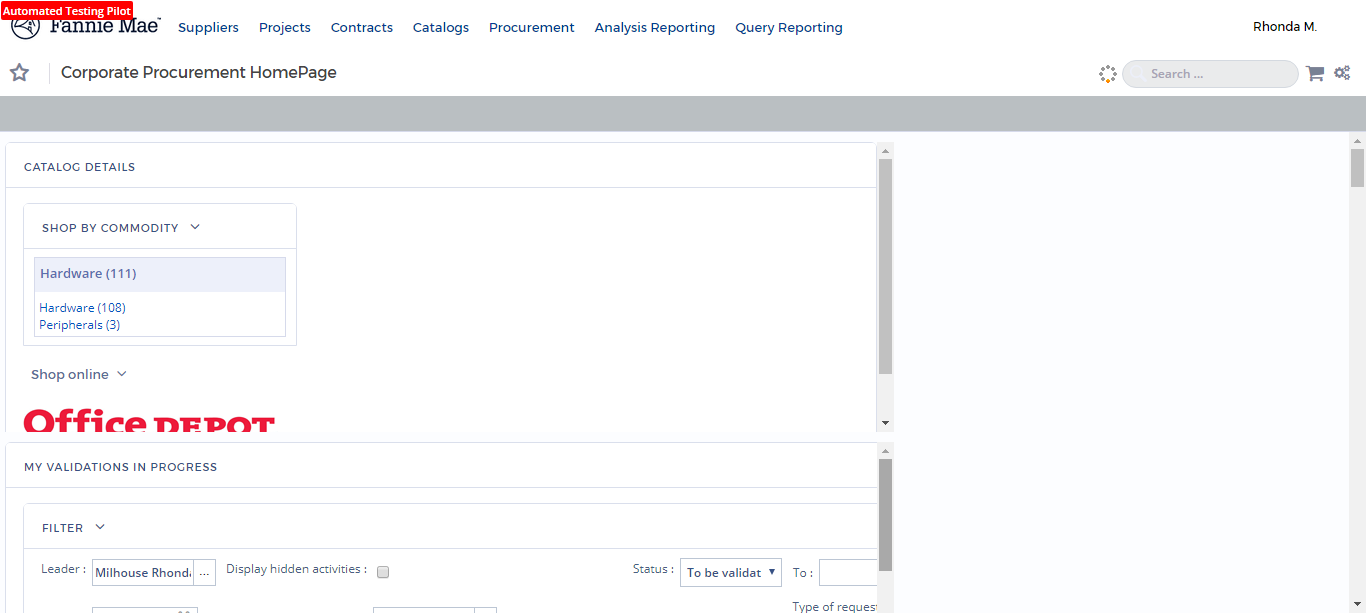 Automated Testing Pilot
Fannie Mae™ Suppliers Projects Contracts Catalogs Procurement Analysis Reporting Query Reporting Rhonda M.
Corporate Procurement HomePage Search ...
CATALOG DETAILS
SHOP BY COMMODITY
Hardware (111)
Hardware (108)
Peripherals (3)
Shop online
Office DEPOT
MY VALIDATIONS IN PROGRESS
FILTER
Leader : Milhouse Rhonda ... Display hidden activities : Status : To be validat To :
Type of request